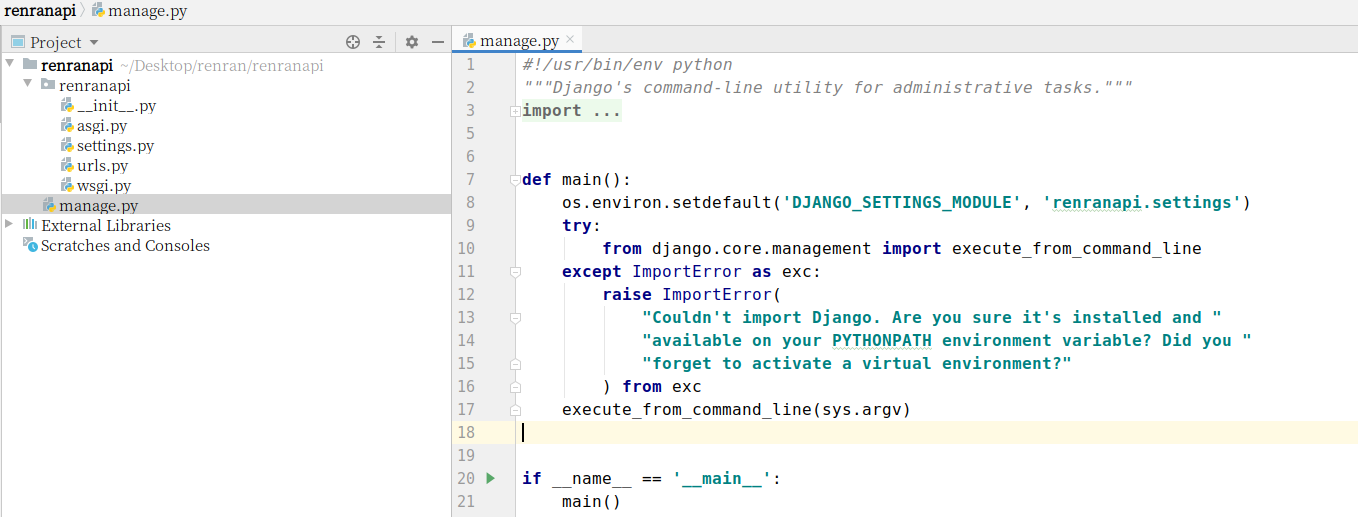 renranapi manage.py
Project
renranapi ~/Desktop/renran/renranapi
renranapi
__init__.py
asgi.py
settings.py
urls.py
wsgi.py
manage.py
External Libraries
Scratches and Consoles
manage.py
1 #!/usr/bin/env python
2 """Django's command-line utility for administrative tasks."""
3 import ...
5
6
7 def main():
8     os.environ.setdefault('DJANGO_SETTINGS_MODULE', 'renranapi.settings')
9     try:
10         from django.core.management import execute_from_command_line
11     except ImportError as exc:
12         raise ImportError(
13             "Couldn't import Django. Are you sure it's installed and "
14             "available on your PYTHONPATH environment variable? Did you "
15             "forget to activate a virtual environment?"
16         ) from exc
17     execute_from_command_line(sys.argv)
18
19
20 if __name__ == '__main__':
21     main()